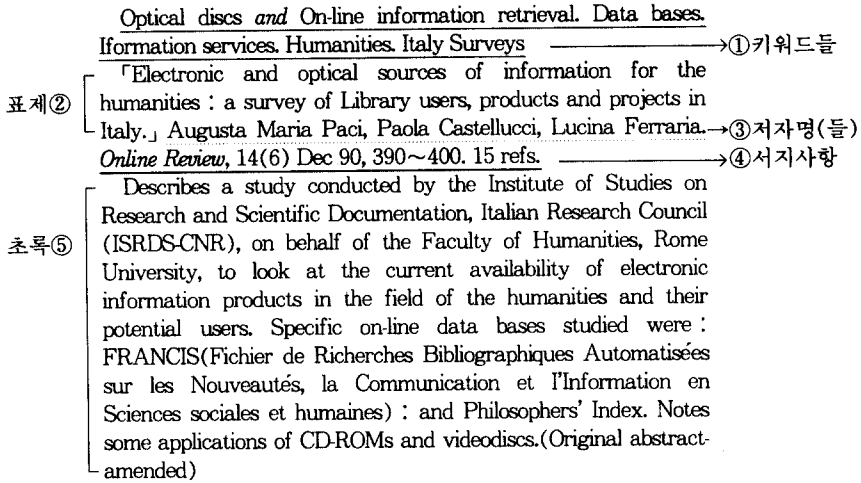 Optical discs and On-line information retrieval. Data bases.
Iformation services. Humanities. Italy Surveys →①키워드들
표제② 「Electronic and optical sources of information for the
humanities : a survey of Library users, products and projects in
Italy.」 Augusta Maria Paci, Paola Castellucci, Lucina Ferraria. →③저자명(들)
Online Review, 14(6) Dec 90, 390～400. 15 refs. →④서지사항
Describes a study conducted by the Institute of Studies on
Research and Scientific Documentation, Italian Research Council
초록⑤ (ISRDS-CNR), on behalf of the Faculty of Humanities, Rome
University, to look at the current availability of electronic
information products in the field of the humanities and their
potential users. Specific on-line data bases studied were :
FRANCIS(Fichier de Richerches Bibliographiques Automatisées
sur les Nouveautés, la Communication et l'Information en
Sciences sociales et humaines) : and Philosophers' Index. Notes
some applications of CD-ROMs and videodiscs.(Original abstract-
amended)